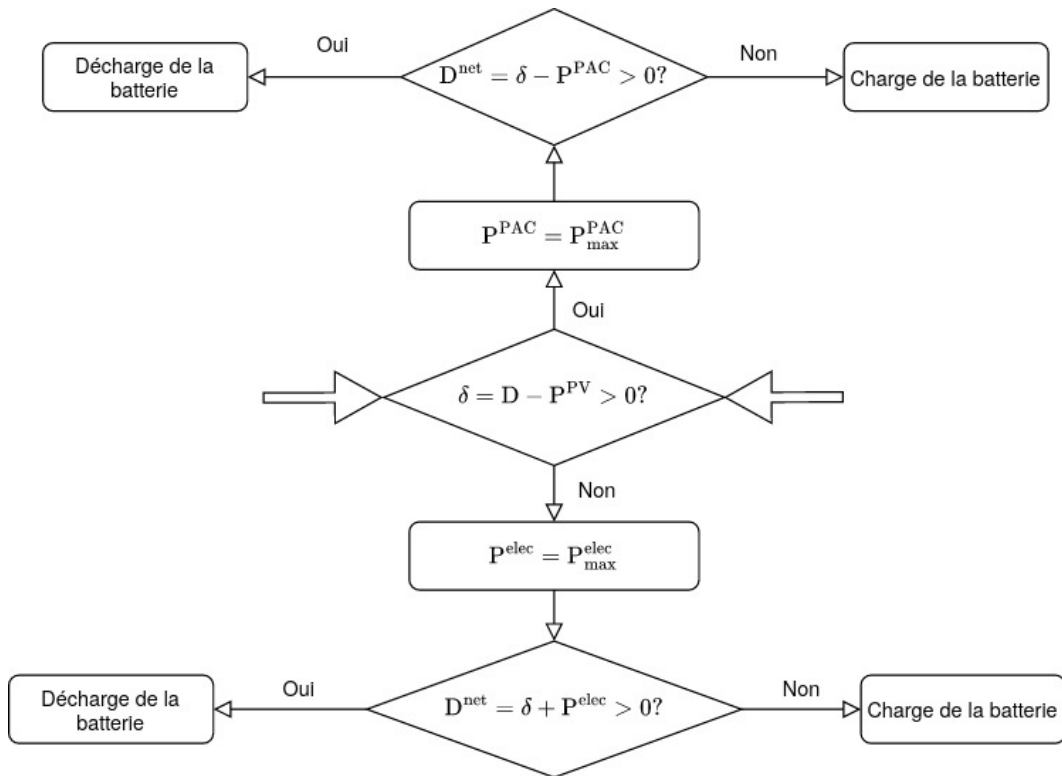 Oui
Non
Décharge de la
batterie
D^net = δ − P^PAC > 0?
Charge de la batterie
P^PAC = P^PAC_max
Oui
δ = D − P^PV > 0?
Non
P^elec = P^elec_max
Oui
Non
Décharge de la
batterie
D^net = δ + P^elec > 0?
Charge de la batterie